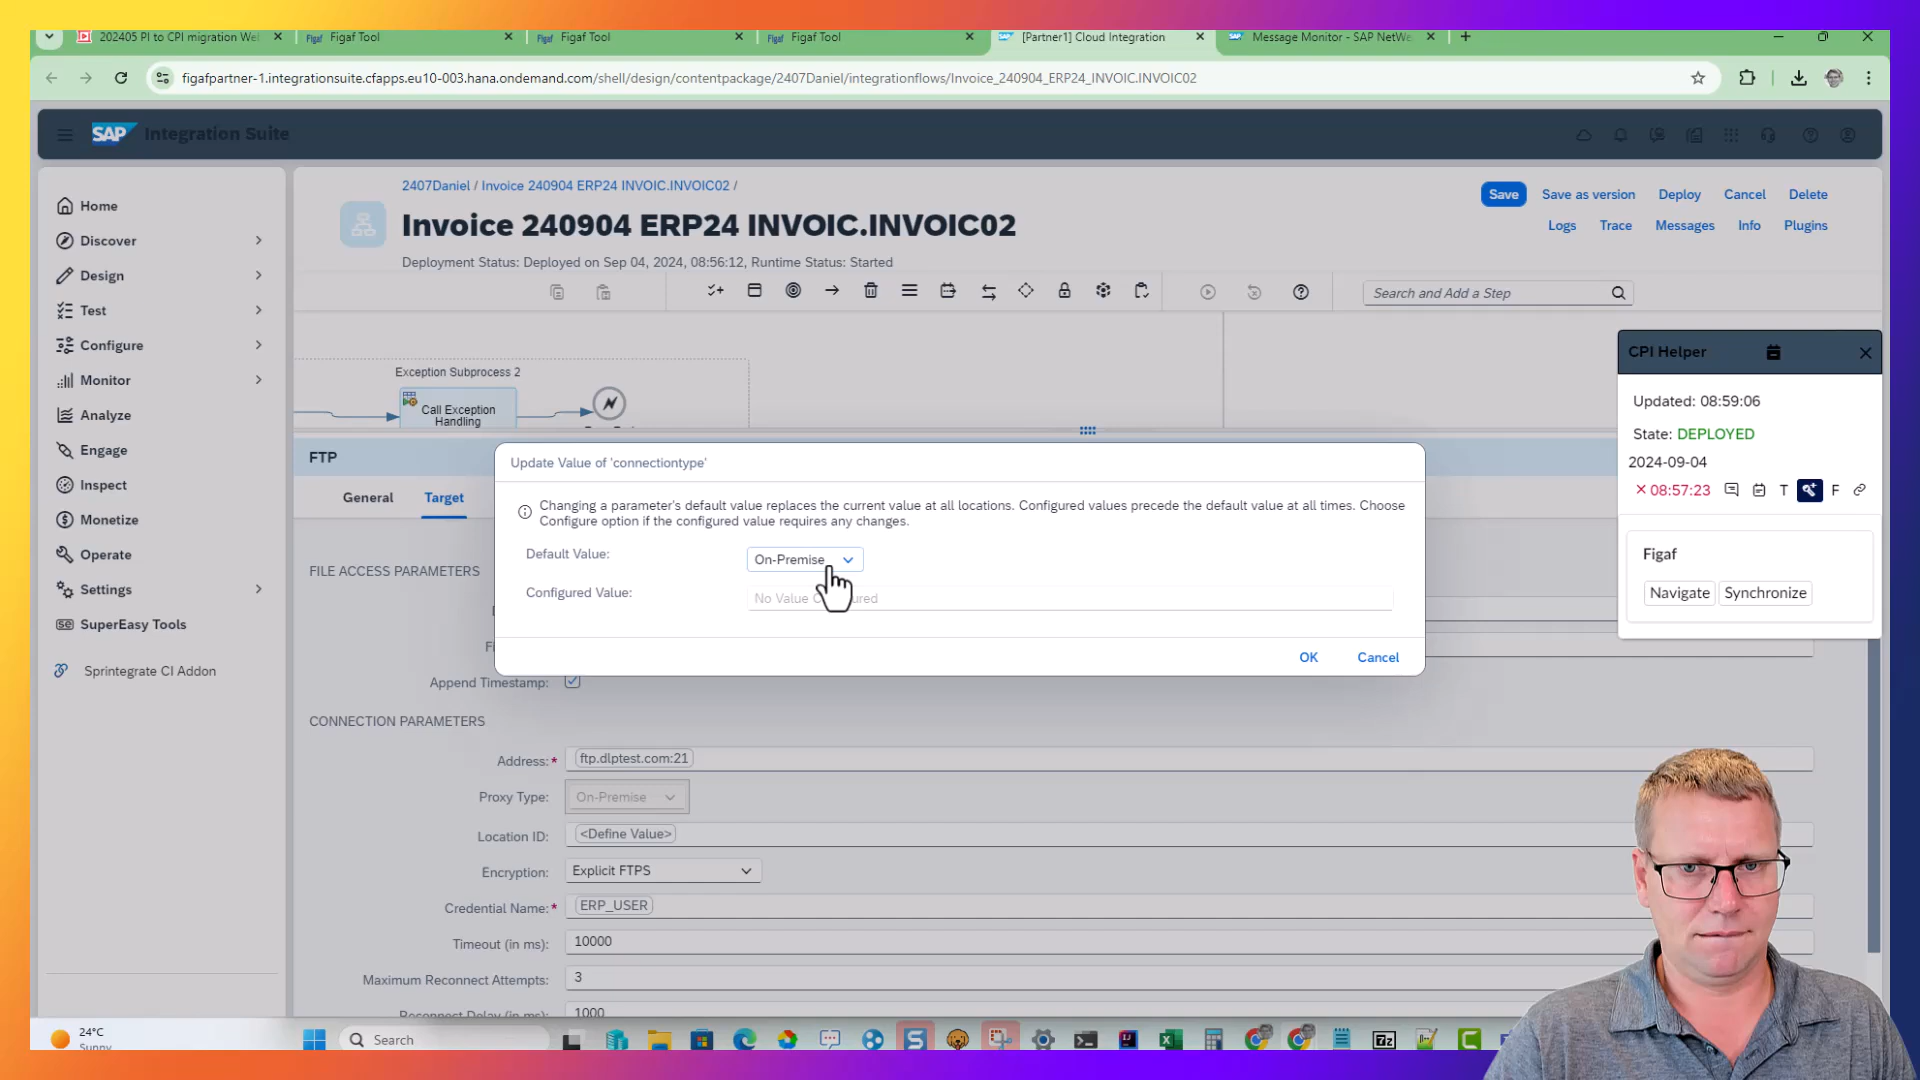 202405 PI to CPI migration We
Figaf Tool
Figaf Tool
Figaf Tool
[Partner1] Cloud Integration
Message Monitor - SAP NetWe
figafpartner-1.integrationsuite.cfapps.eu10-003.hana.ondemand.com/shell/design/contentpackage/2407Daniel/integrationflows/Invoice_240904_ERP24_INVOIC.INVOIC02
SAP Integration Suite
Home
Discover
Design
Test
Configure
Monitor
Analyze
Engage
Inspect
Monetize
Operate
Settings
SuperEasy Tools
Sprintegrate CI Addon
2407Daniel / Invoice 240904 ERP24 INVOIC.INVOIC02 /
Invoice 240904 ERP24 INVOIC.INVOIC02
Deployment Status: Deployed on Sep 04, 2024, 08:56:12, Runtime Status: Started
Save Save as version Deploy Cancel Delete
Logs Trace Messages Info Plugins
Search and Add a Step
Exception Subprocess 2
Call Exception
Handling
CPI Helper
Updated: 08:59:06
State: DEPLOYED
2024-09-04
08:57:23 T F
Figaf
Navigate Synchronize
FTP
General Target
Update Value of 'connectiontype'
Changing a parameter's default value replaces the current value at all locations. Configured values precede the default value at all times. Choose
Configure option if the configured value requires any changes.
Default Value: On-Premise
Configured Value: No Value
OK Cancel
FILE ACCESS PARAMETERS
Append Timestamp:
CONNECTION PARAMETERS
Address:* ftp.dlptest.com:21
Proxy Type: On-Premise
Location ID: <Define Value>
Encryption: Explicit FTPS
Credential Name:* ERP_USER
Timeout (in ms): 10000
Maximum Reconnect Attempts: 3
Reconnect Delay (in ms): 1000
24°C
Sunny
Search